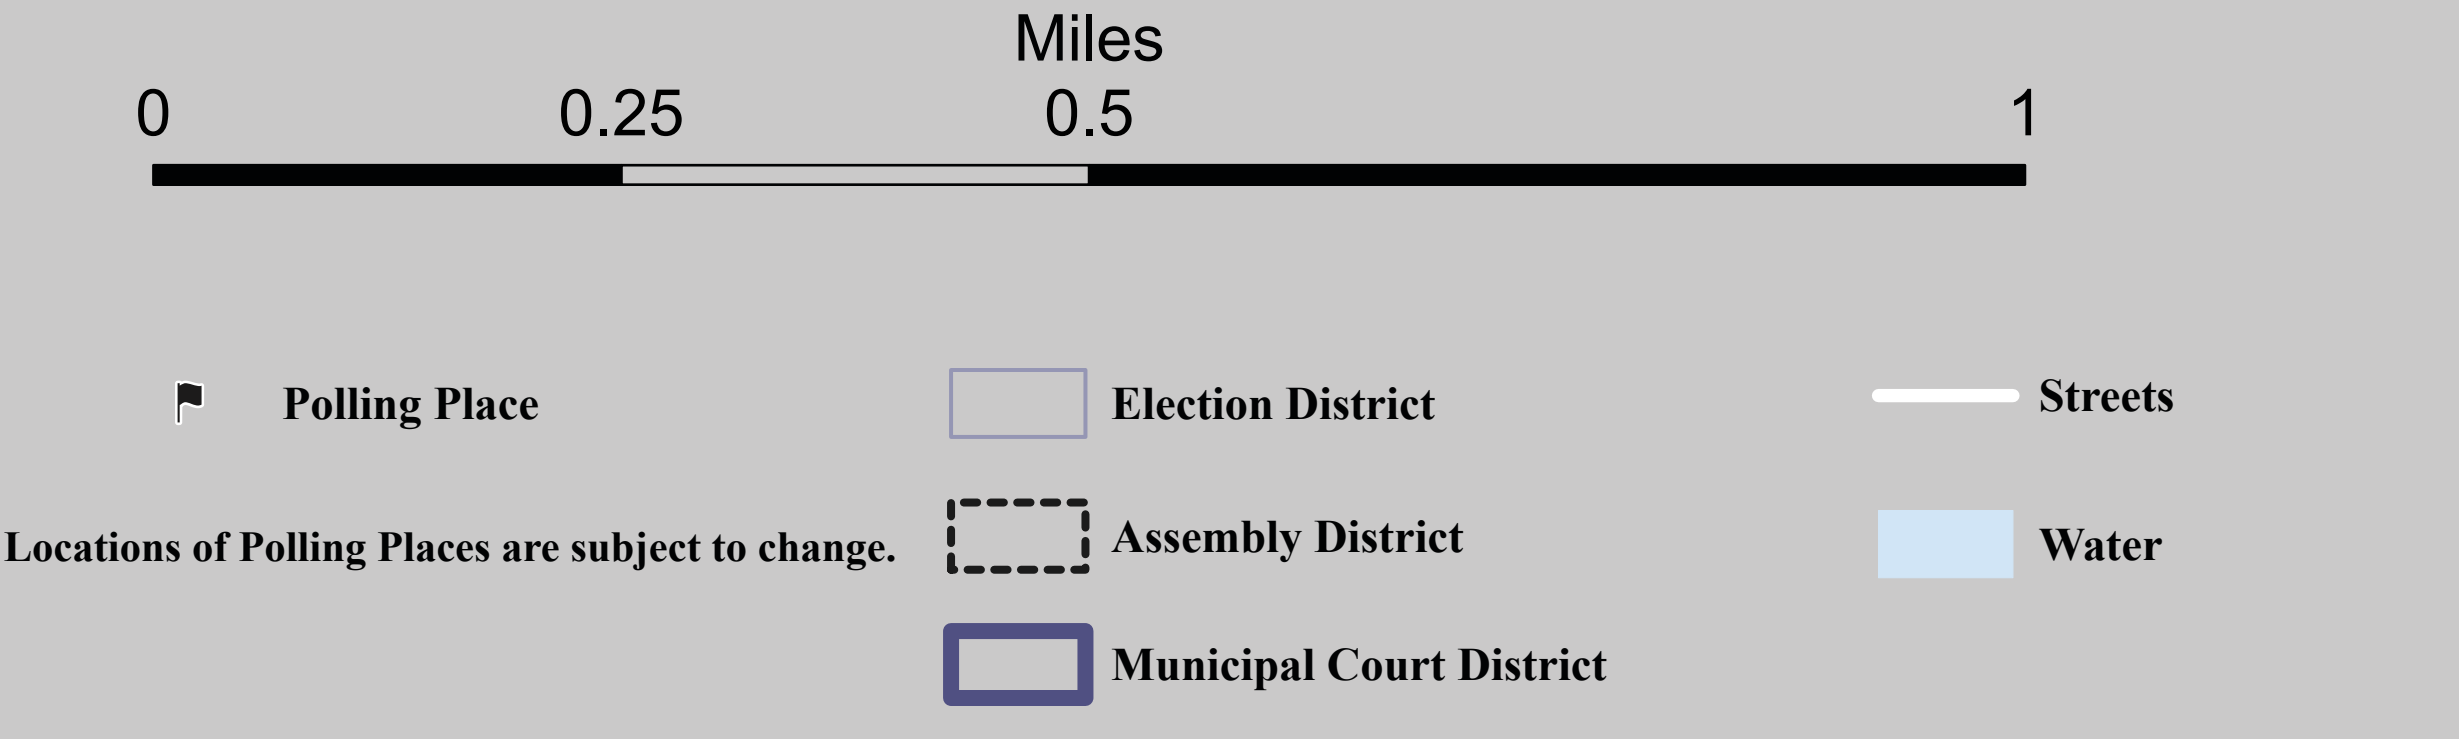 Miles
0 0.25 0.5 1
Polling Place
Election District
Streets
Locations of Polling Places are subject to change.
Assembly District
Water
Municipal Court District